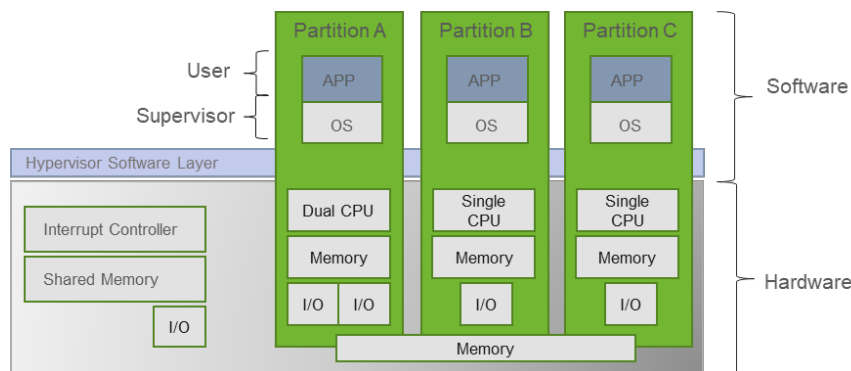 Partition A
Partition B
Partition C
User
APP
APP
APP
Software
Supervisor
OS
OS
OS
Hypervisor Software Layer
Dual CPU
Single
CPU
Single
CPU
Interrupt Controller
Memory
Memory
Memory
Shared Memory
Hardware
I/O
I/O
I/O
I/O
I/O
Memory